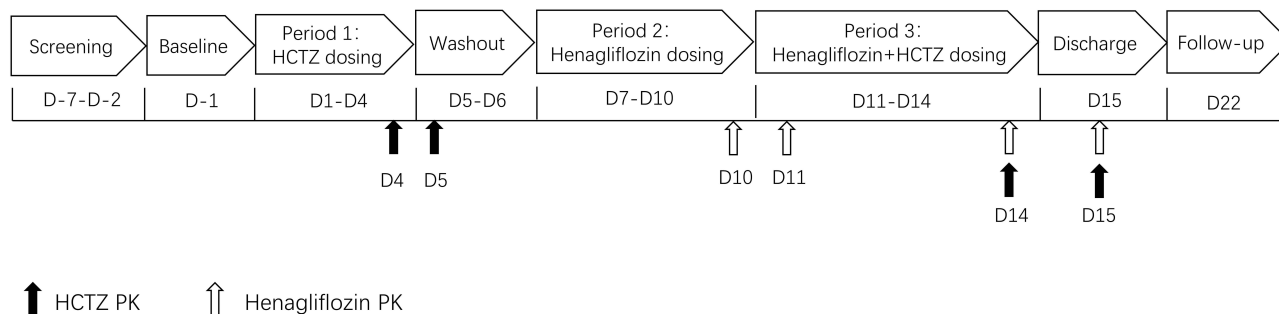 Screening
Baseline
Period 1:
HCTZ dosing
Washout
Period 2:
Henagliflozin dosing
Period 3:
Henagliflozin+HCTZ dosing
Discharge
Follow-up
D-7-D-2
D-1
D1-D4
D5-D6
D7-D10
D11-D14
D15
D22
D4
D5
D10
D11
D14
D15
HCTZ PK
Henagliflozin PK